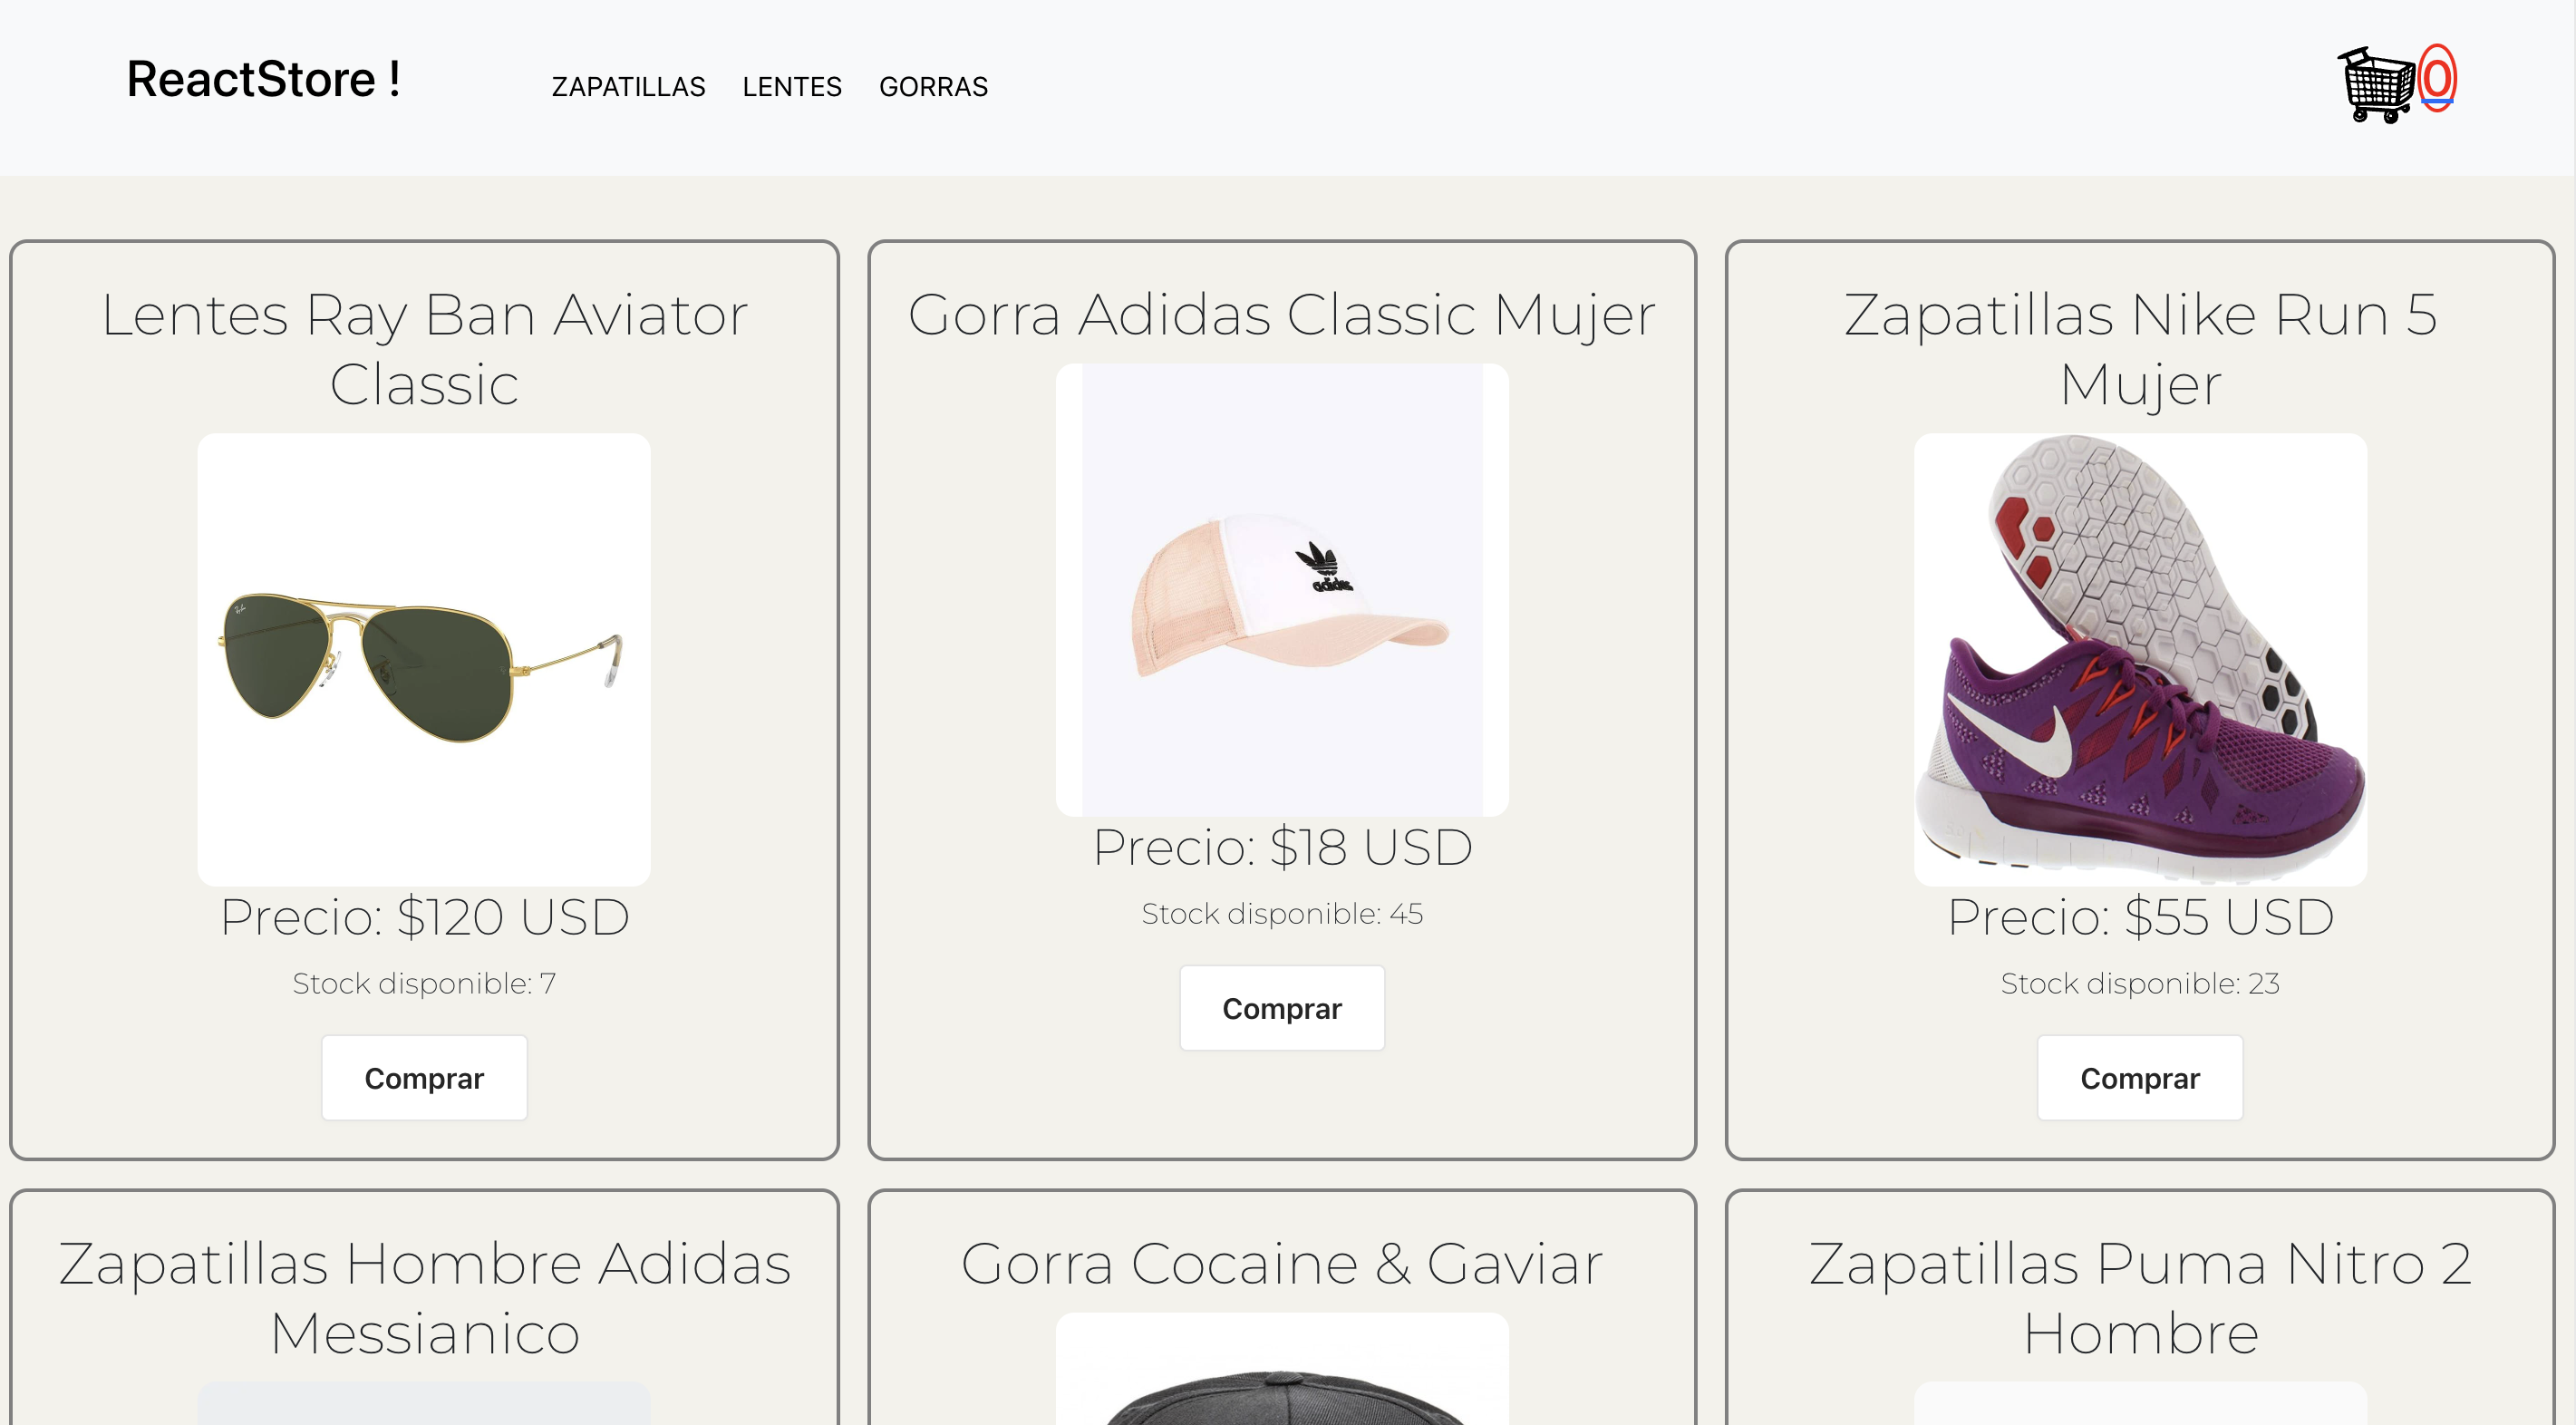 ReactStore !
ZAPATILLAS LENTES GORRAS
0
Lentes Ray Ban Aviator
Classic
Precio: $120 USD
Stock disponible: 7
Comprar
Gorra Adidas Classic Mujer
adidas
Precio: $18 USD
Stock disponible: 45
Comprar
Zapatillas Nike Run 5
Mujer
Precio: $55 USD
Stock disponible: 23
Comprar
Zapatillas Hombre Adidas
Messianico
Gorra Cocaine & Gaviar
Zapatillas Puma Nitro 2
Hombre